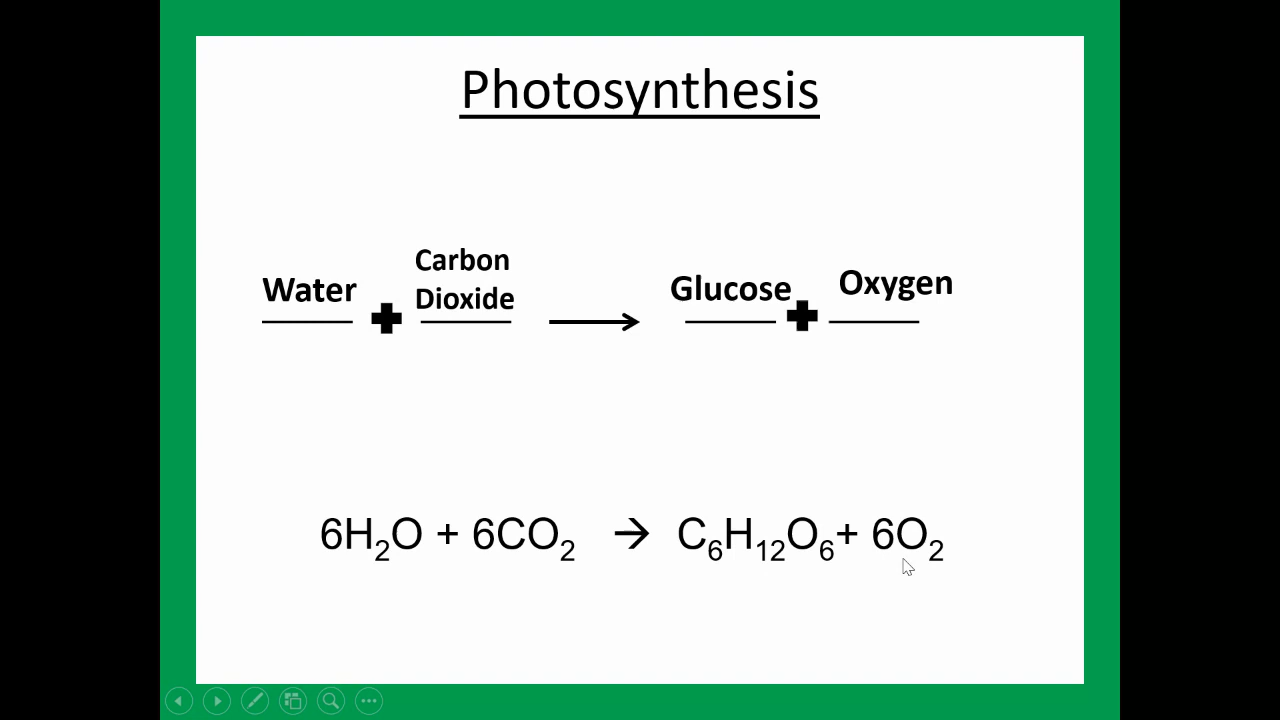 Photosynthesis
Water + Carbon Dioxide → Glucose + Oxygen
6H₂O + 6CO₂ → C₆H₁₂O₆+ 6O₂